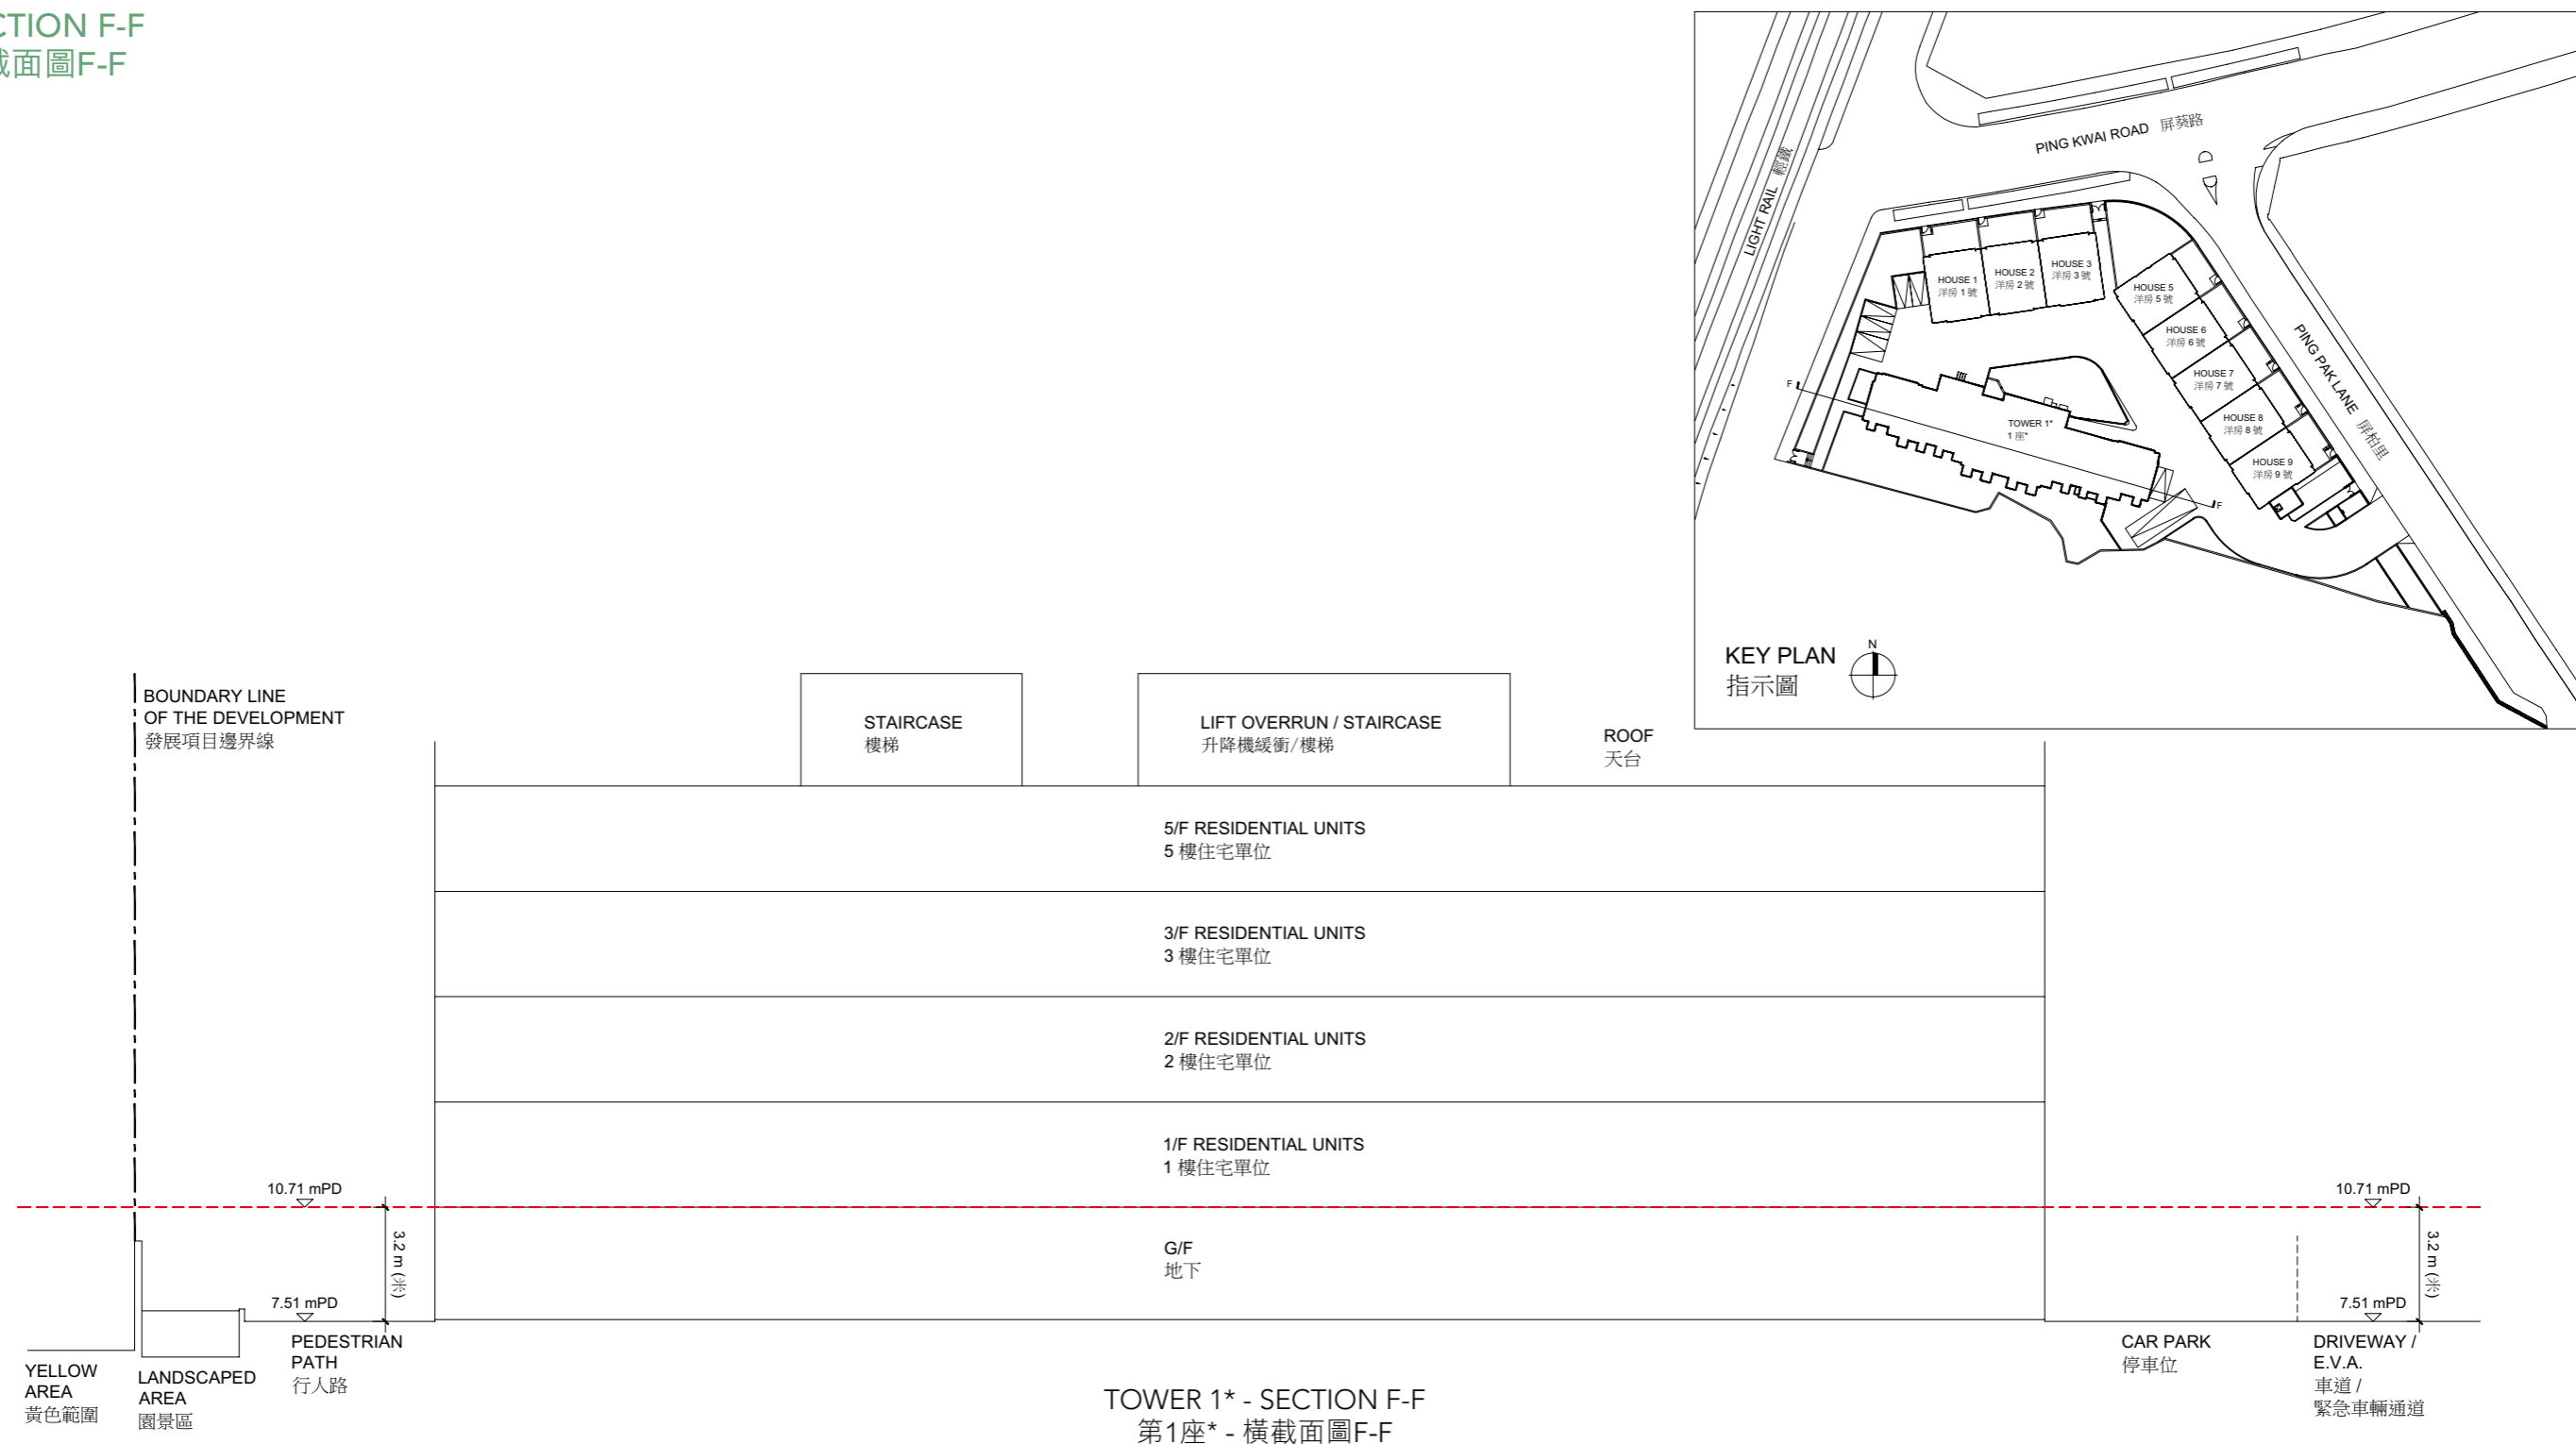 CTION F-F
截面圖F-F
PING KWAI ROAD 屏葵路
LIGHT RAIL 輕鐵
HOUSE 1
洋房 1 號
HOUSE 2
洋房 2 號
HOUSE 3
洋房 3 號
HOUSE 5
洋房 5 號
HOUSE 6
洋房 6 號
HOUSE 7
洋房 7 號
HOUSE 8
洋房 8 號
HOUSE 9
洋房 9 號
PING PAK LANE 屏柏里
F
TOWER 1*
1 座*
F
KEY PLAN
指示圖
N
BOUNDARY LINE
OF THE DEVELOPMENT
發展項目邊界線
STAIRCASE
樓梯
LIFT OVERRUN / STAIRCASE
升降機緩衝/樓梯
ROOF
天台
5/F RESIDENTIAL UNITS
5 樓住宅單位
3/F RESIDENTIAL UNITS
3 樓住宅單位
2/F RESIDENTIAL UNITS
2 樓住宅單位
1/F RESIDENTIAL UNITS
1 樓住宅單位
10.71 mPD
10.71 mPD
3.2 m (米)
3.2 m (米)
G/F
地下
7.51 mPD
7.51 mPD
YELLOW
AREA
黃色範圍
LANDSCAPED
AREA
園景區
PEDESTRIAN
PATH
行人路
CAR PARK
停車位
DRIVEWAY /
E.V.A.
車道 /
緊急車輛通道
TOWER 1* - SECTION F-F
第1座* - 橫截面圖F-F